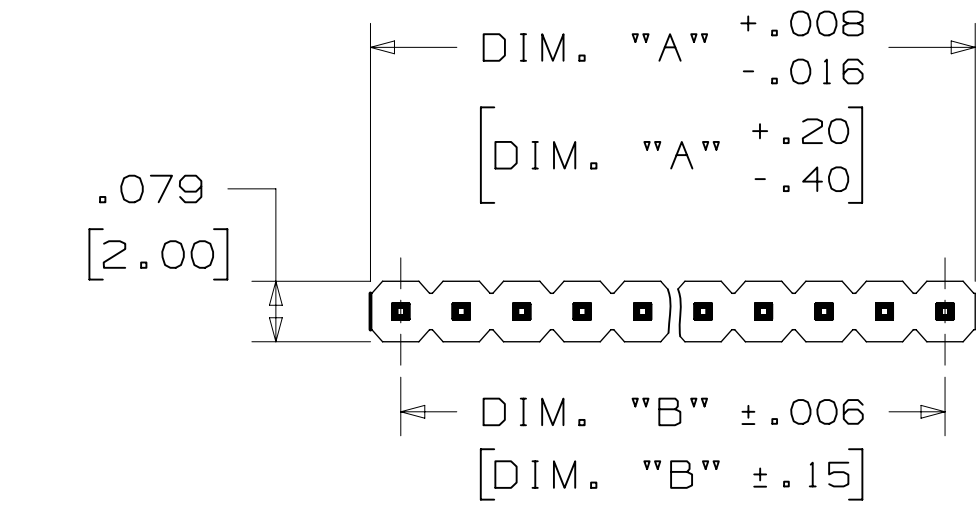 DIM. "A" +.008
-.016
[DIM. "A" +.20
-.40]
.079
[2.00]
DIM. "B" ±.006
[DIM. "B" ±.15]